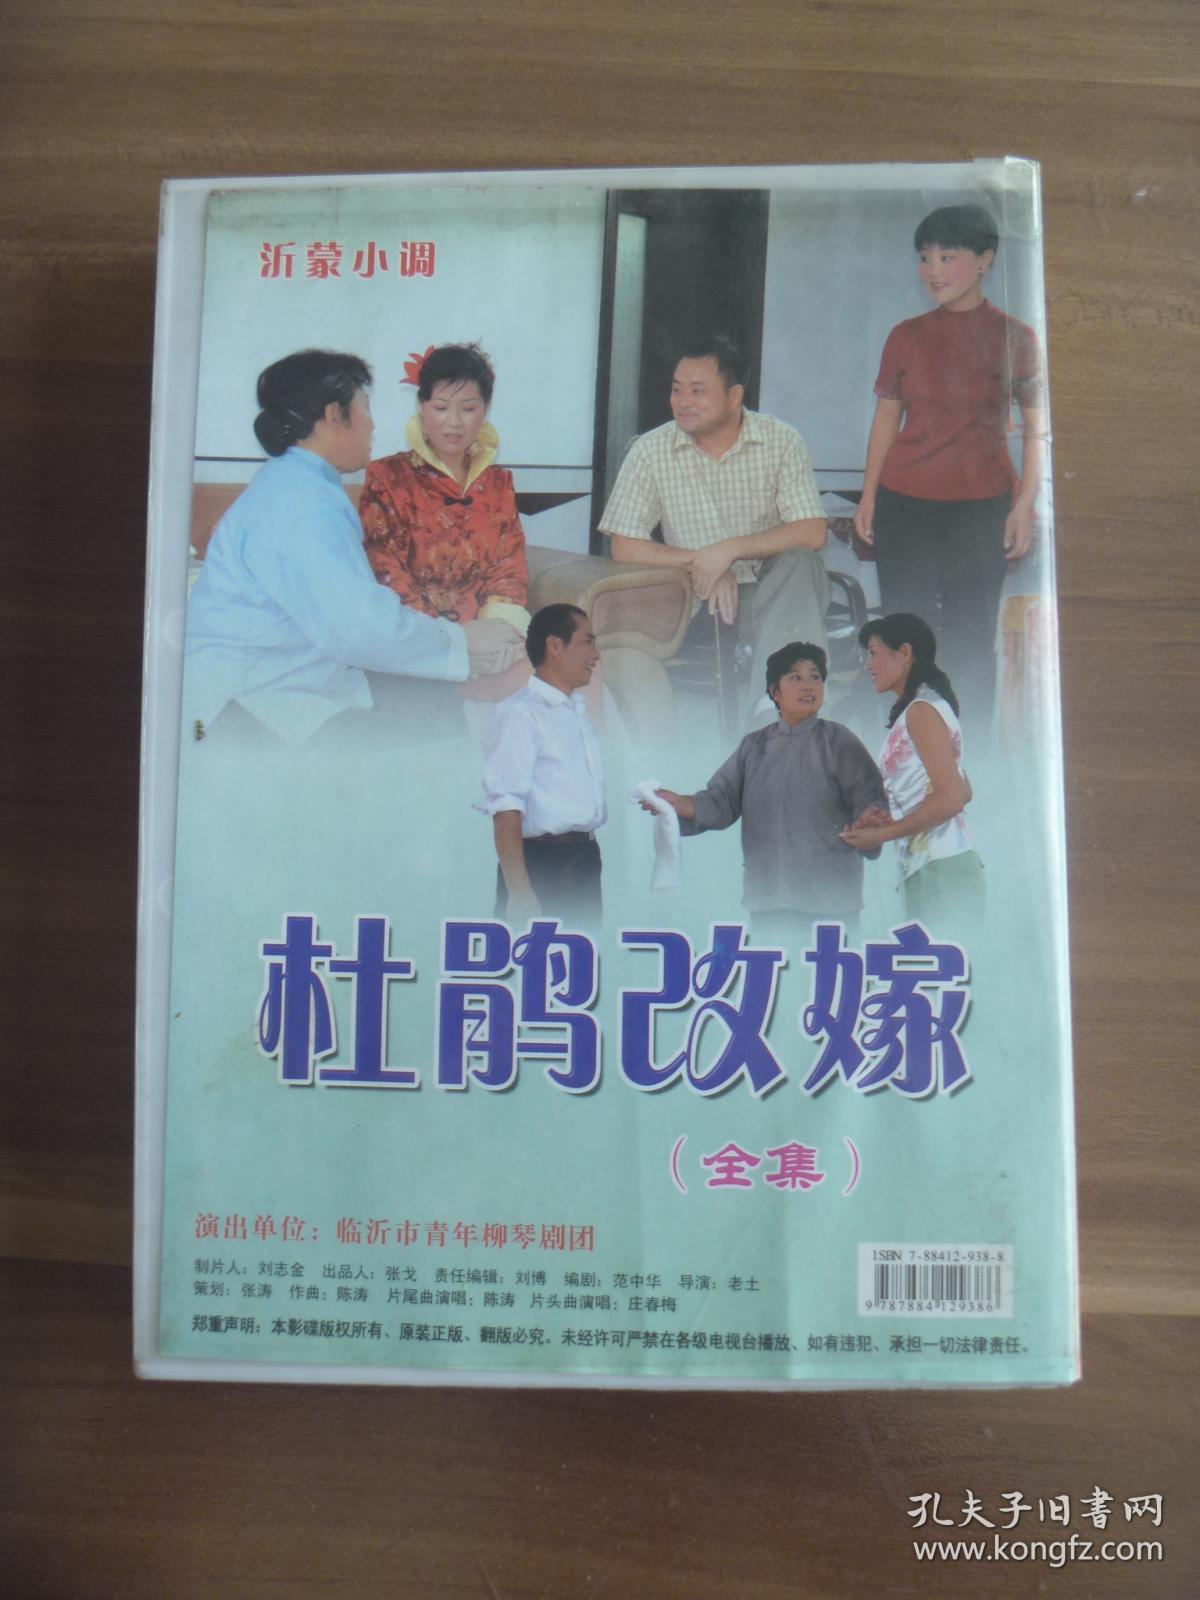 沂蒙小调
杜鹃改嫁
（全集）
演出单位：临沂市青年柳琴剧团
制片人：刘志金 出品人：张戈 责任编辑：刘博 编剧：范中华 导演：老土
策划：张涛 作曲：陈涛 片尾曲演唱：陈涛 片头曲演唱：庄春梅
郑重声明：本影碟版权所有、原装正版、翻版必究。未经许可严禁在各级电视台播放、如有违犯、承担一切法律责任。
ISBN 7-88412-938-8
9 787884 129386
孔夫子旧书网
www.kongfz.com